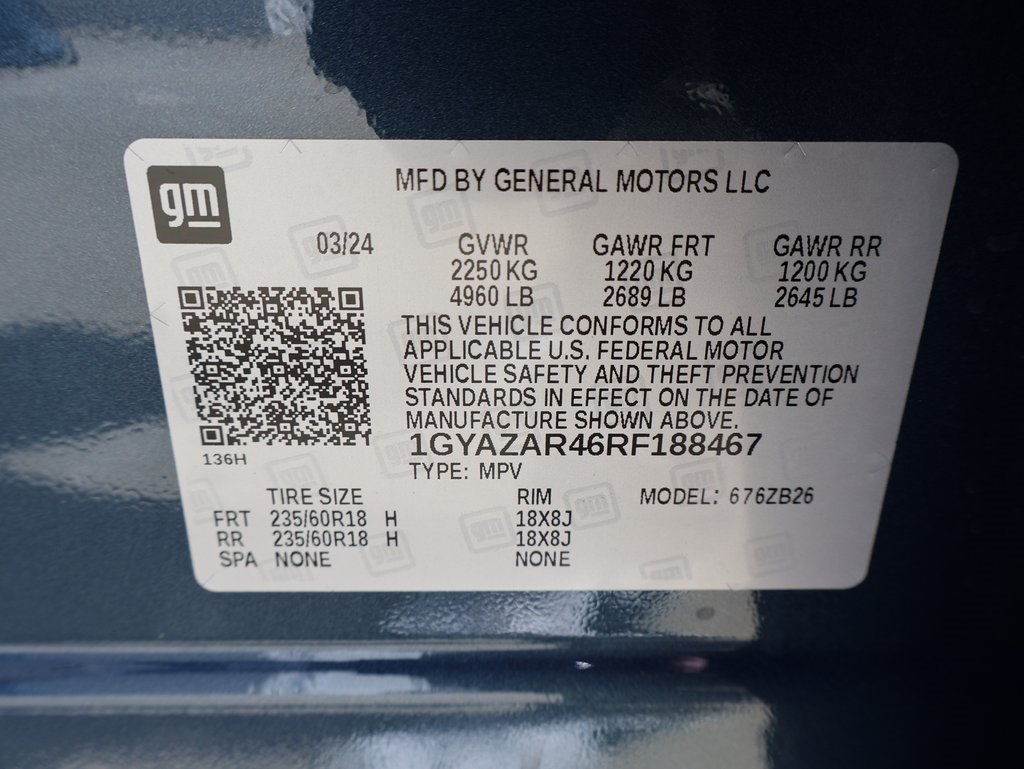 gm
MFD BY GENERAL MOTORS LLC
03/24 GVWR GAWR FRT GAWR RR
2250 KG 1220 KG 1200 KG
4960 LB 2689 LB 2645 LB
THIS VEHICLE CONFORMS TO ALL
APPLICABLE U.S. FEDERAL MOTOR
VEHICLE SAFETY AND THEFT PREVENTION
STANDARDS IN EFFECT ON THE DATE OF
MANUFACTURE SHOWN ABOVE.
1GYAZAR46RF188467
136H
TYPE: MPV
TIRE SIZE RIM MODEL: 676ZB26
FRT 235/60R18 H 18X8J
RR 235/60R18 H 18X8J
SPA NONE NONE